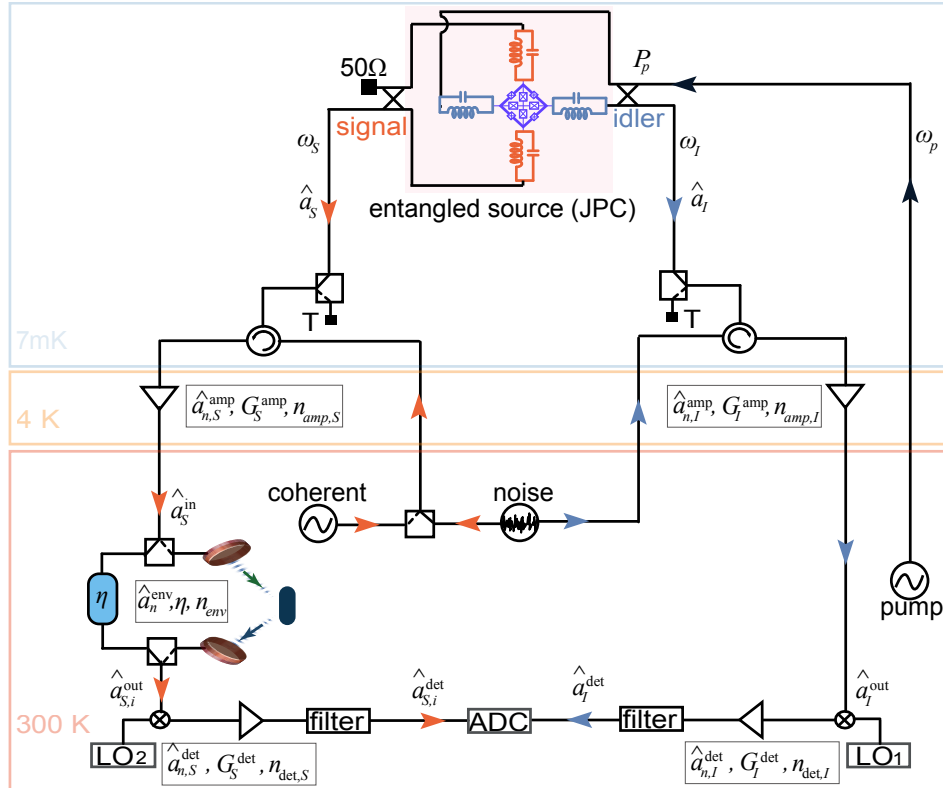 50Ω
P_p
signal
idler
ω_S
ω_I
ω_p
â_S
entangled source (JPC)
â_I
T
T
7mK
â_{n,S}^{amp}, G_S^{amp}, n_{amp,S}
â_{n,I}^{amp}, G_I^{amp}, n_{amp,I}
4 K
coherent
noise
â_S^{in}
η
â_n^{env}, η, n_{env}
pump
â_{S,i}^{out}
â_{S,i}^{det}
â_I^{det}
â_I^{out}
300 K
filter
ADC
filter
LO2
LO1
â_{n,S}^{det}, G_S^{det}, n_{det,S}
â_{n,I}^{det}, G_I^{det}, n_{det,I}